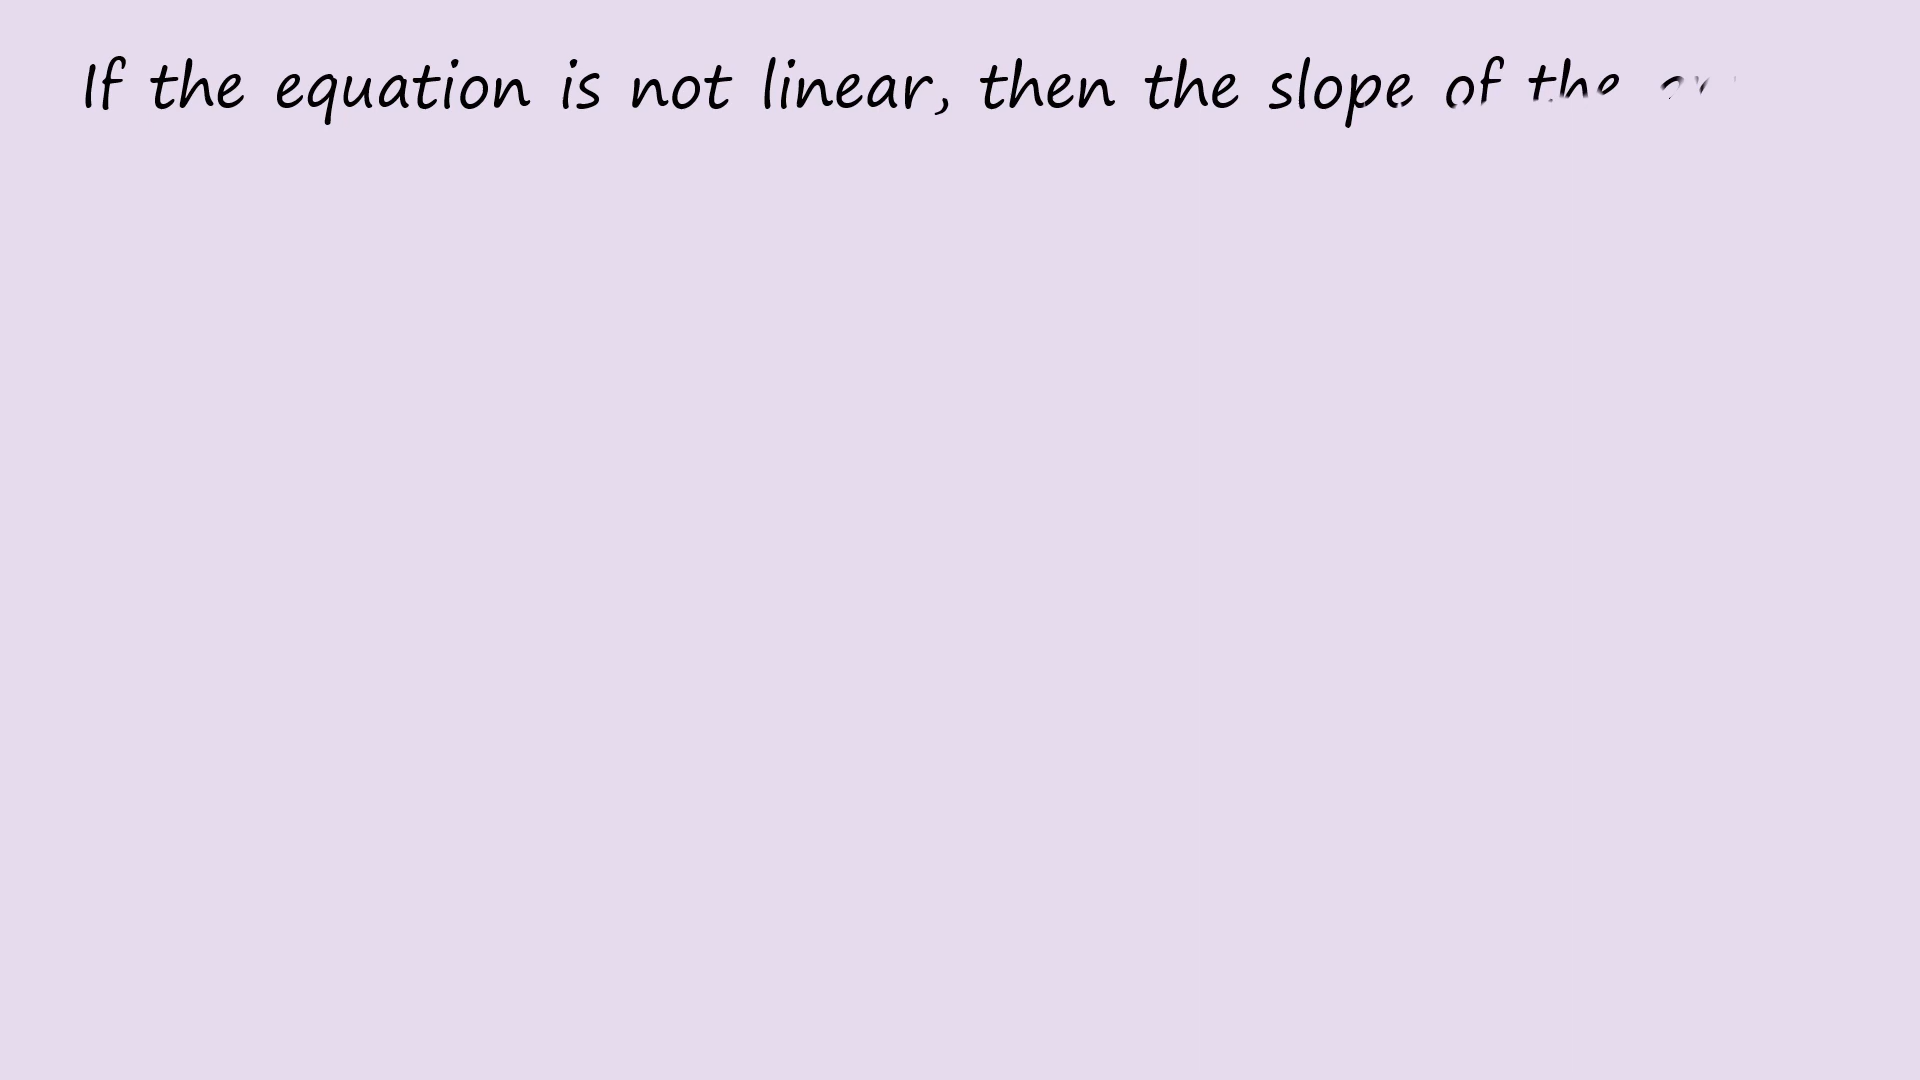 If the equation is not linear, then the slope of the